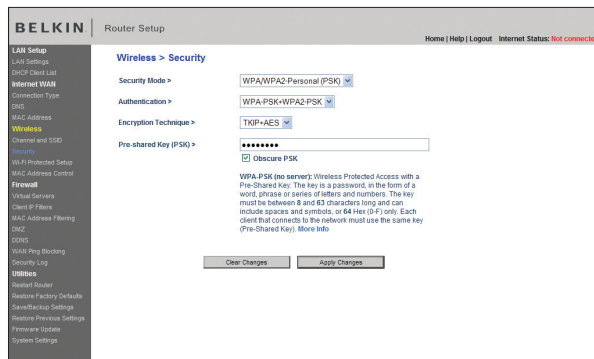 BELKIN. Router Setup
Home | Help | Logout Internet Status: Not connected
LAN Setup
LAN Settings
DHCP Client List
Internet WAN
Connection Type
DNS
MAC Address
Wireless
Channel and SSID
Security
Wi-Fi Protected Setup
MAC Address Control
Firewall
Virtual Servers
Client IP Filters
MAC Address Filtering
DMZ
DDNS
WAN Ping Blocking
Security Log
Utilities
Restart Router
Restore Factory Defaults
Save/Backup Settings
Restore Previous Settings
Firmware Update
System Settings
Wireless > Security
Security Mode > WPA/WPA2-Personal (PSK)
Authentication > WPA-PSK+WPA2-PSK
Encryption Technique > TKIP+AES
Pre-shared Key (PSK) > ••••••••
Obscure PSK
WPA-PSK (no server): Wireless Protected Access with a
Pre-Shared Key: The key is a password, in the form of a
word, phrase or series of letters and numbers. The key
must be between 8 and 63 characters long and can
include spaces and symbols, or 64 Hex (0-F) only. Each
client that connects to the network must use the same key
(Pre-Shared Key). More Info
Clear Changes Apply Changes